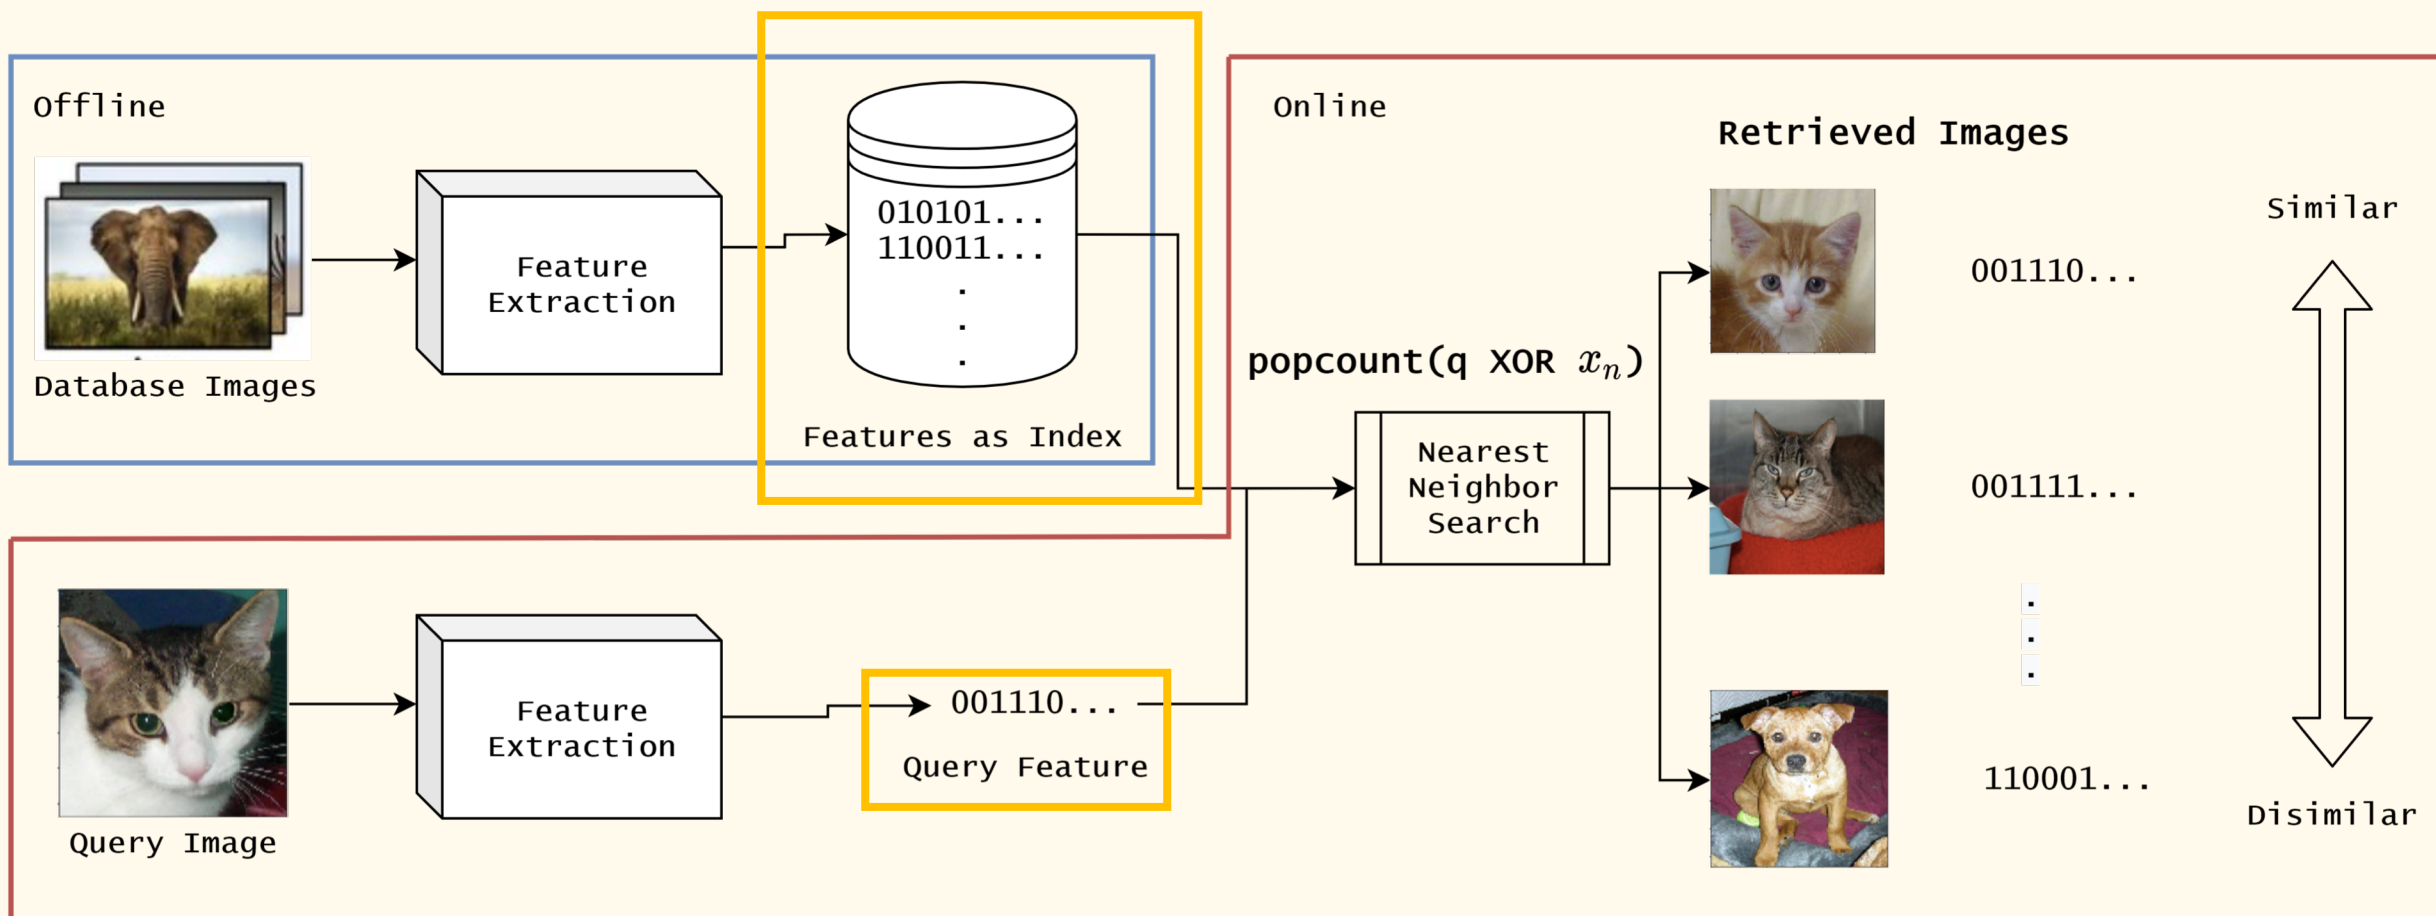 Offline
Database Images
Feature
Extraction
010101...
110011...
.
.
.
Features as Index
Online
Retrieved Images
popcount(q XOR xₙ)
Nearest
Neighbor
Search
001110...
001111...
.
.
.
110001...
Similar
Disimilar
Query Image
Feature
Extraction
001110...
Query Feature